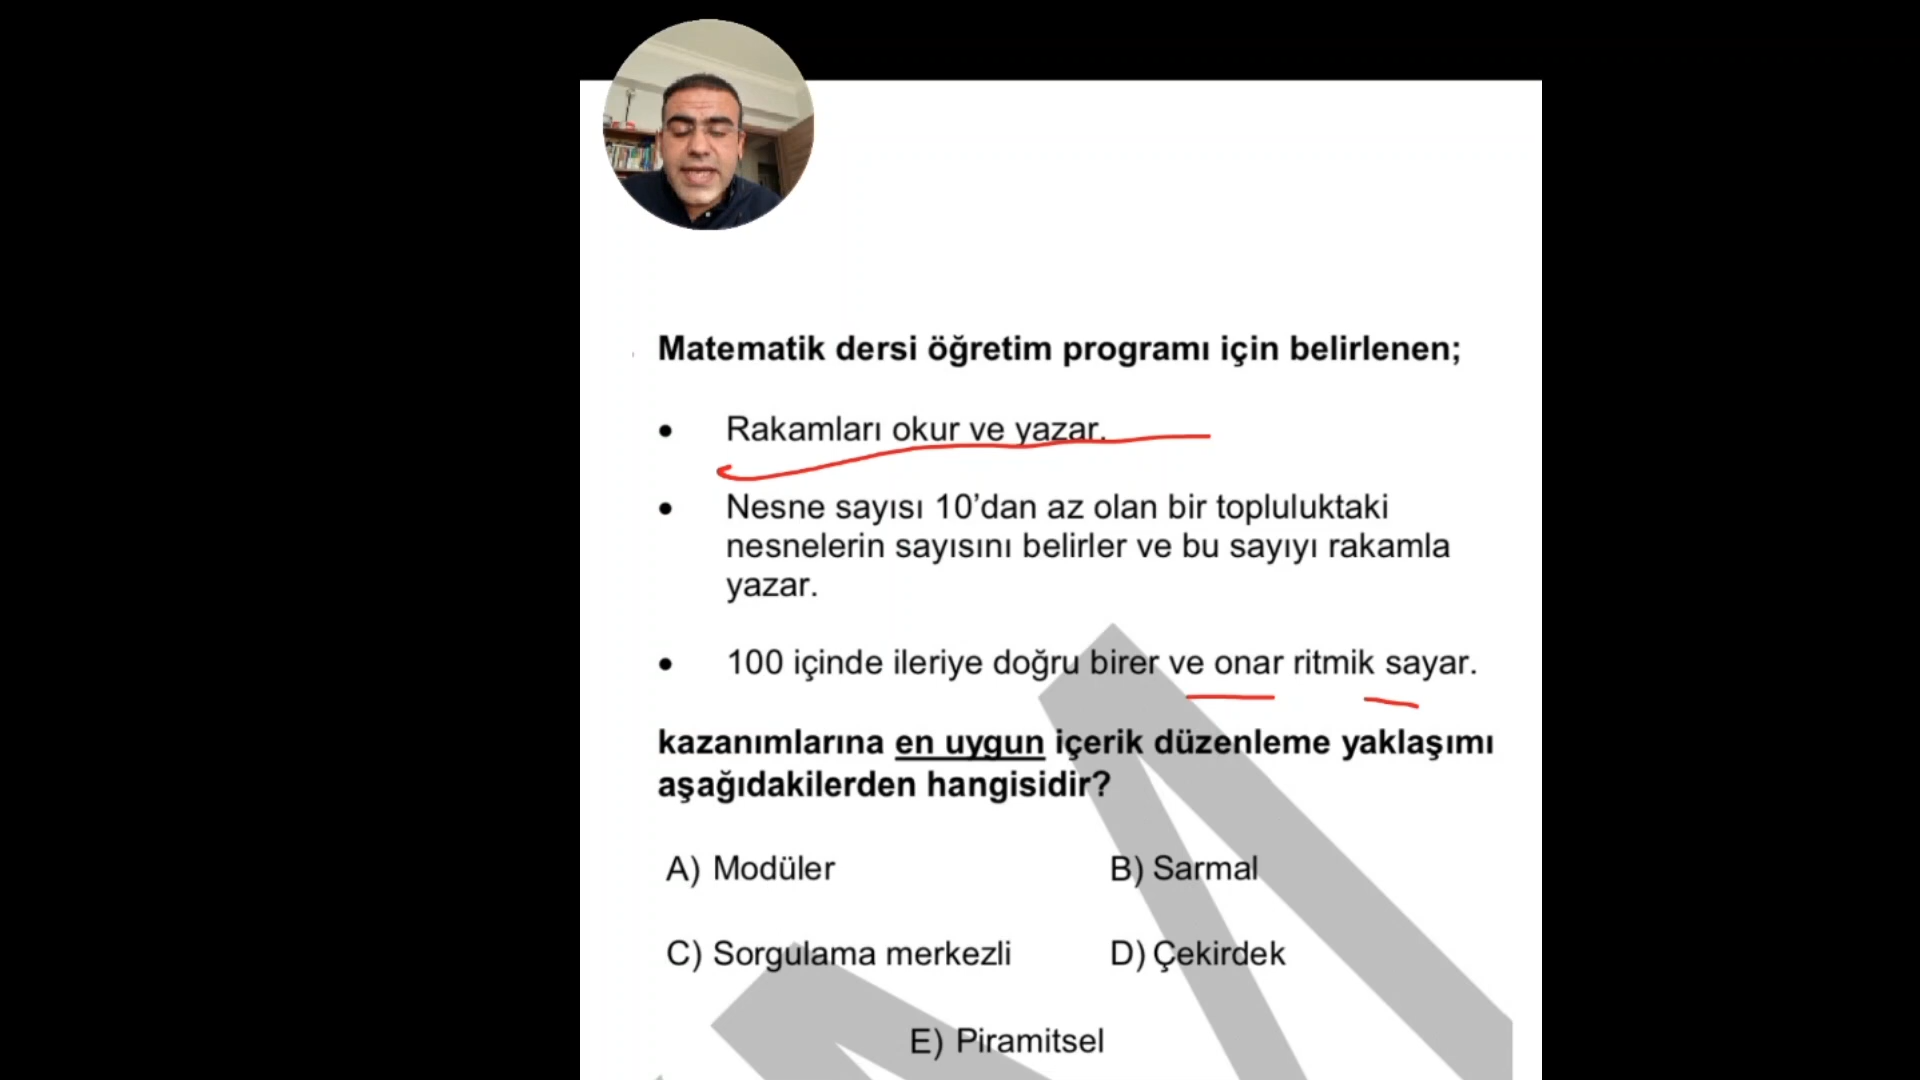 Matematik dersi öğretim programı için belirlenen;
• Rakamları okur ve yazar.
• Nesne sayısı 10’dan az olan bir topluluktaki
nesnelerin sayısını belirler ve bu sayıyı rakamla
yazar.
• 100 içinde ileriye doğru birer ve onar ritmik sayar.
kazanımlarına en uygun içerik düzenleme yaklaşımı
aşağıdakilerden hangisidir?
A) Modüler B) Sarmal
C) Sorgulama merkezli D) Çekirdek
E) Piramitsel